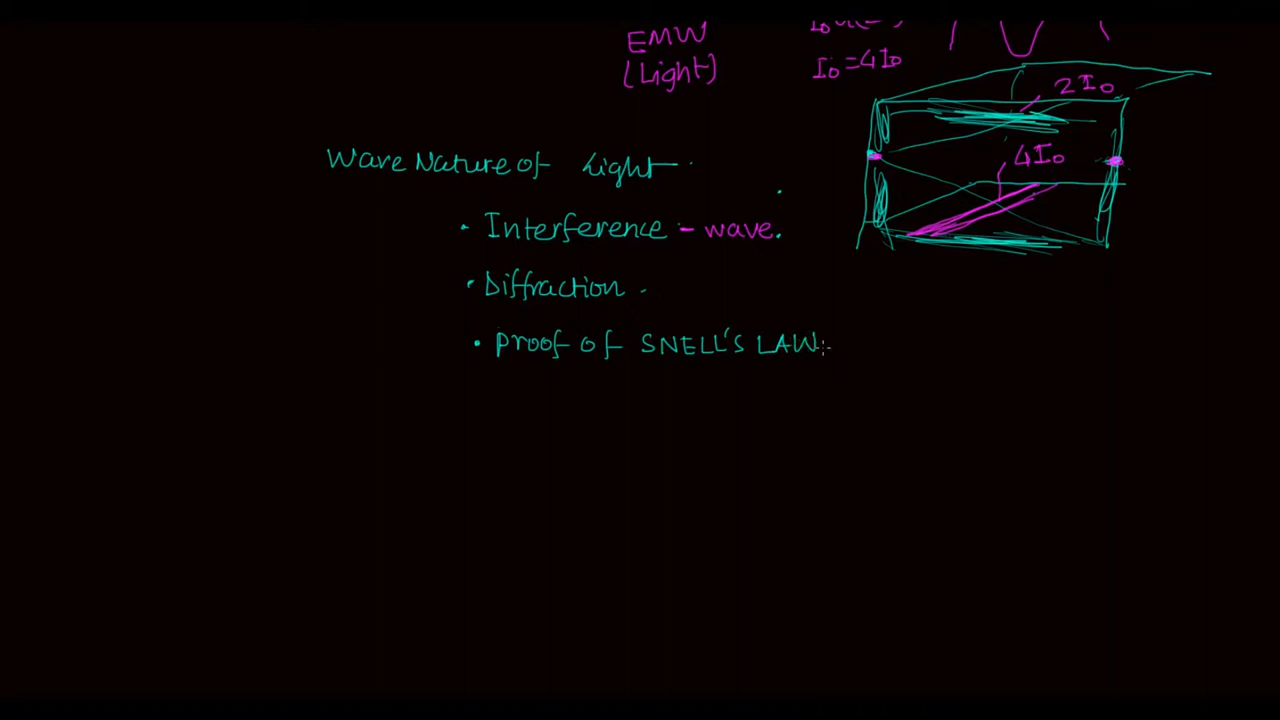 EMW
(Light)
I₀=4I₀
2I₀
4I₀
Wave Nature of Light
• Interference - wave.
• Diffraction
• Proof of SNELL'S LAW